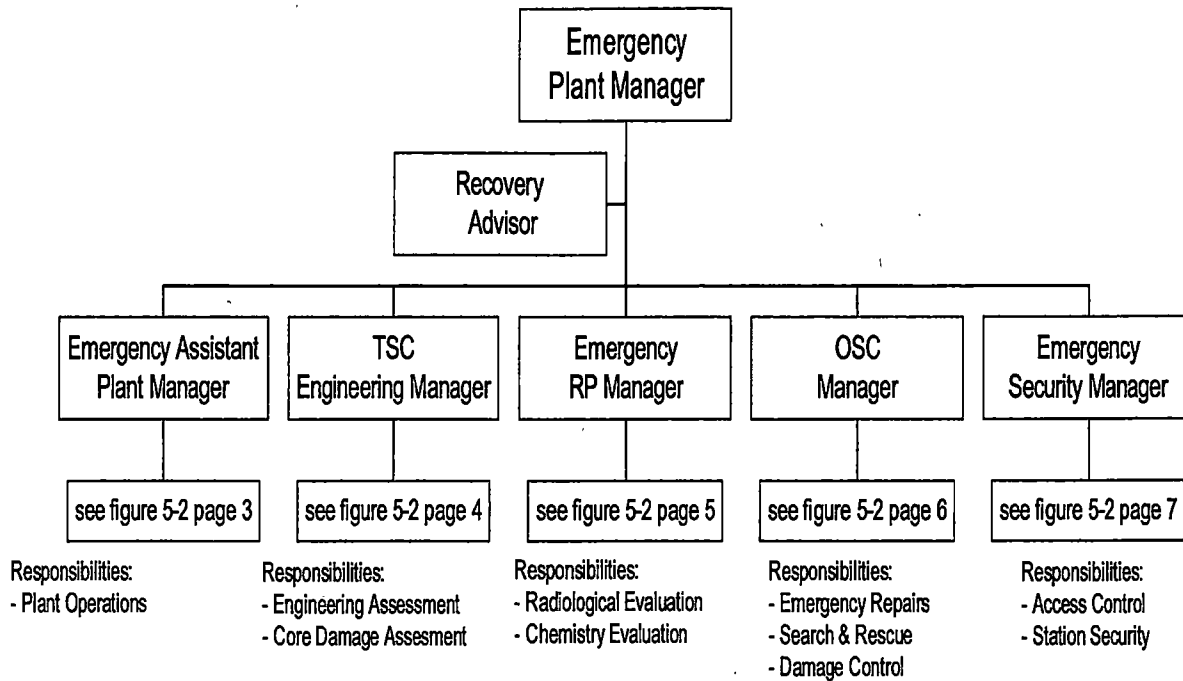 Emergency
Plant Manager
Recovery
Advisor
Emergency Assistant
Plant Manager
TSC
Engineering Manager
Emergency
RP Manager
OSC
Manager
Emergency
Security Manager
see figure 5-2 page 3
see figure 5-2 page 4
see figure 5-2 page 5
see figure 5-2 page 6
see figure 5-2 page 7
Responsibilities:
- Plant Operations
Responsibilities:
- Engineering Assessment
- Core Damage Assesment
Responsibilities:
- Radiological Evaluation
- Chemistry Evaluation
Responsibilities:
- Emergency Repairs
- Search & Rescue
- Damage Control
Responsibilities:
- Access Control
- Station Security